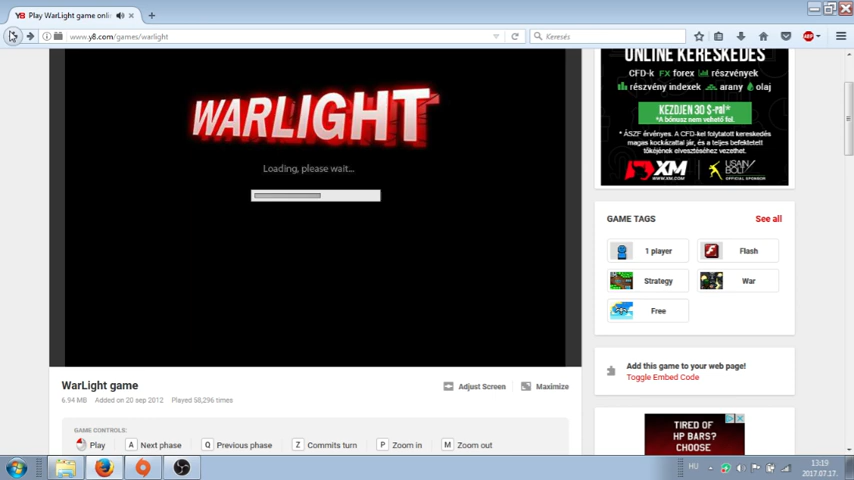 Y8 Play WarLight game onli
www.y8.com/games/warlight
Keresés
ABP
WARLIGHT
Loading, please wait...
ONLINE KERESKEDÉS
CFD-k FX forex részvények
részvény indexek arany olaj
KEZDJEN 30 $-ral*
*A bónusz nem vehető fel.
* ÁSZF érvényes. A CFD-kel folytatott kereskedés
magas kockázattal jár, és a teljes befektetett
tőkéjének elvesztéséhez vezethet.
XM USAIN BOLT
OFFICIAL SPONSOR
GAME TAGS See all
1 player Flash
Strategy War
Free
WarLight game
Adjust Screen Maximize
6.94 MB Added on 20 sep 2012 Played 58,296 times
Add this game to your web page!
Toggle Embed Code
GAME CONTROLS:
Play A Next phase Q Previous phase Z Commits turn P Zoom in M Zoom out
TIRED OF
HP BARS?
CHOOSE
HU
13:19
2017.07.17.